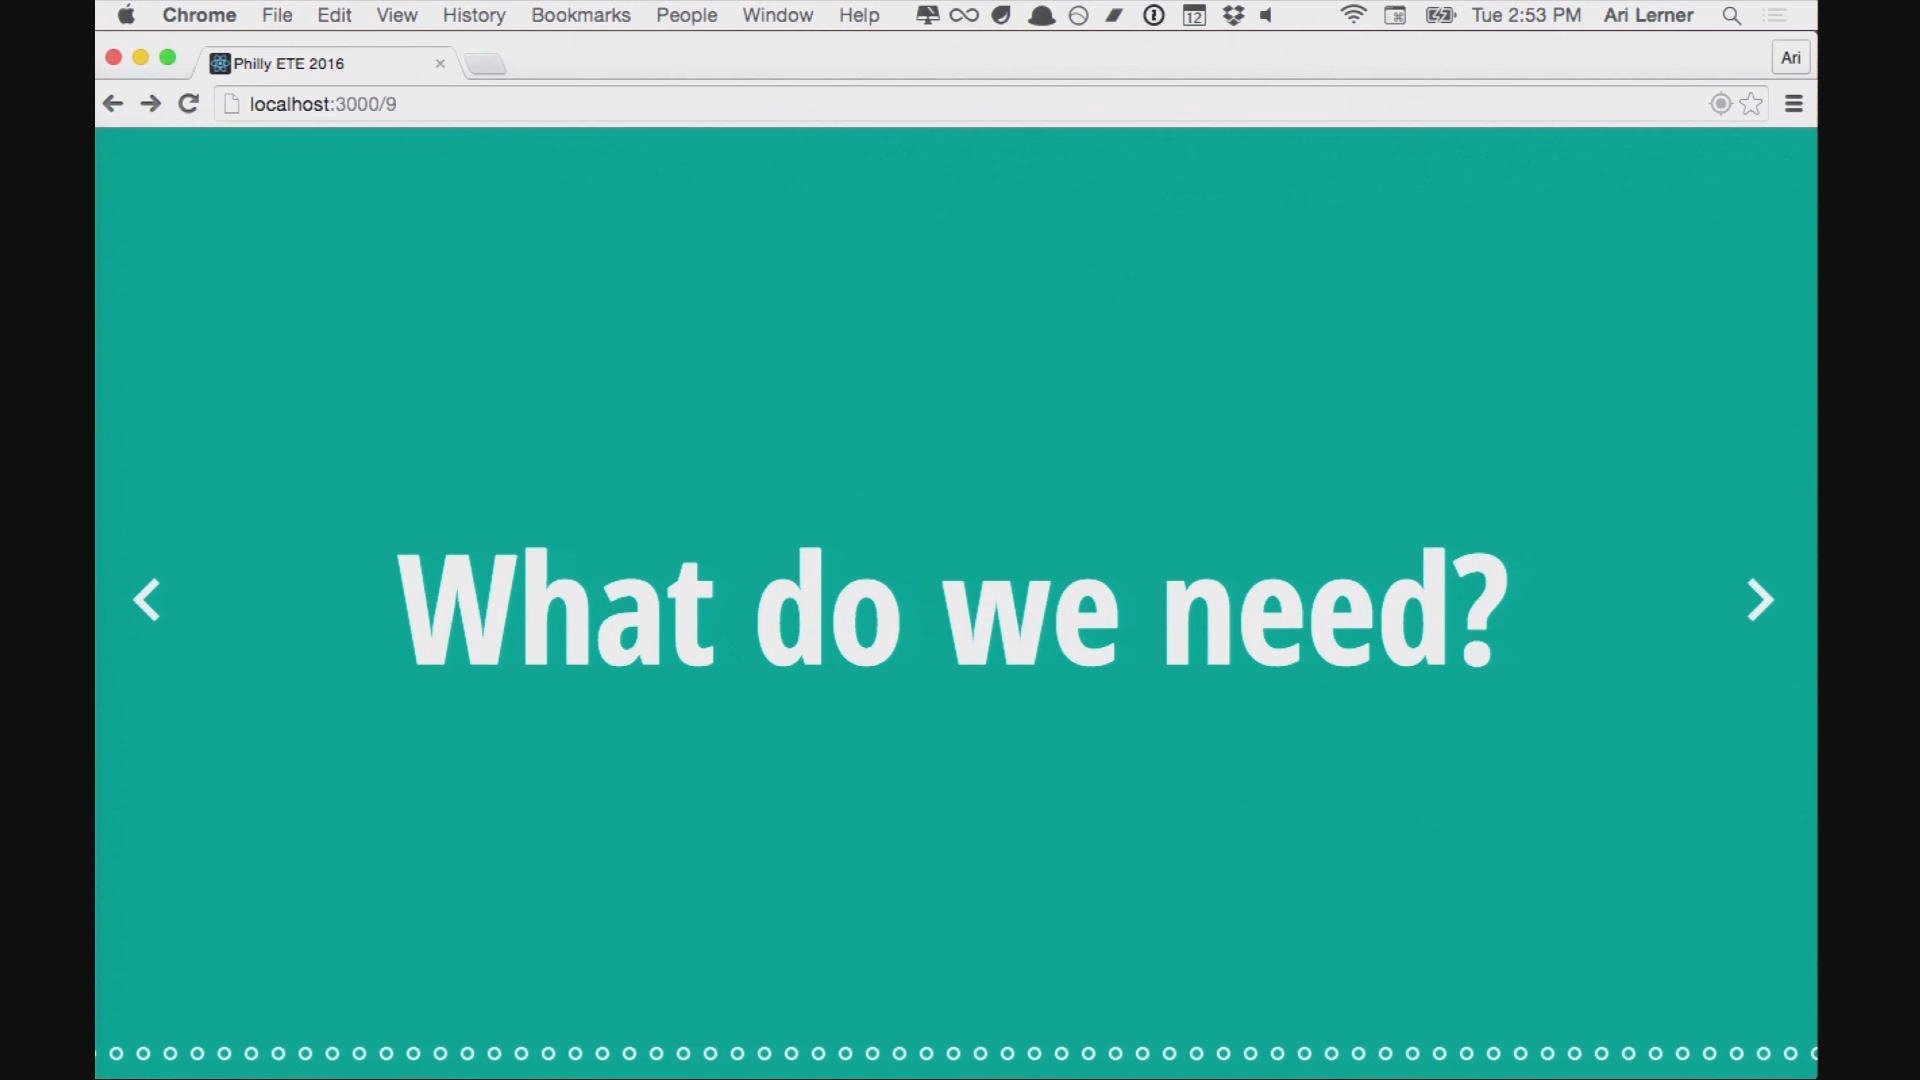 Chrome File Edit View History Bookmarks People Window Help 12 Tue 2:53 PM Ari Lerner
Philly ETE 2016
Ari
localhost:3000/9
What do we need?